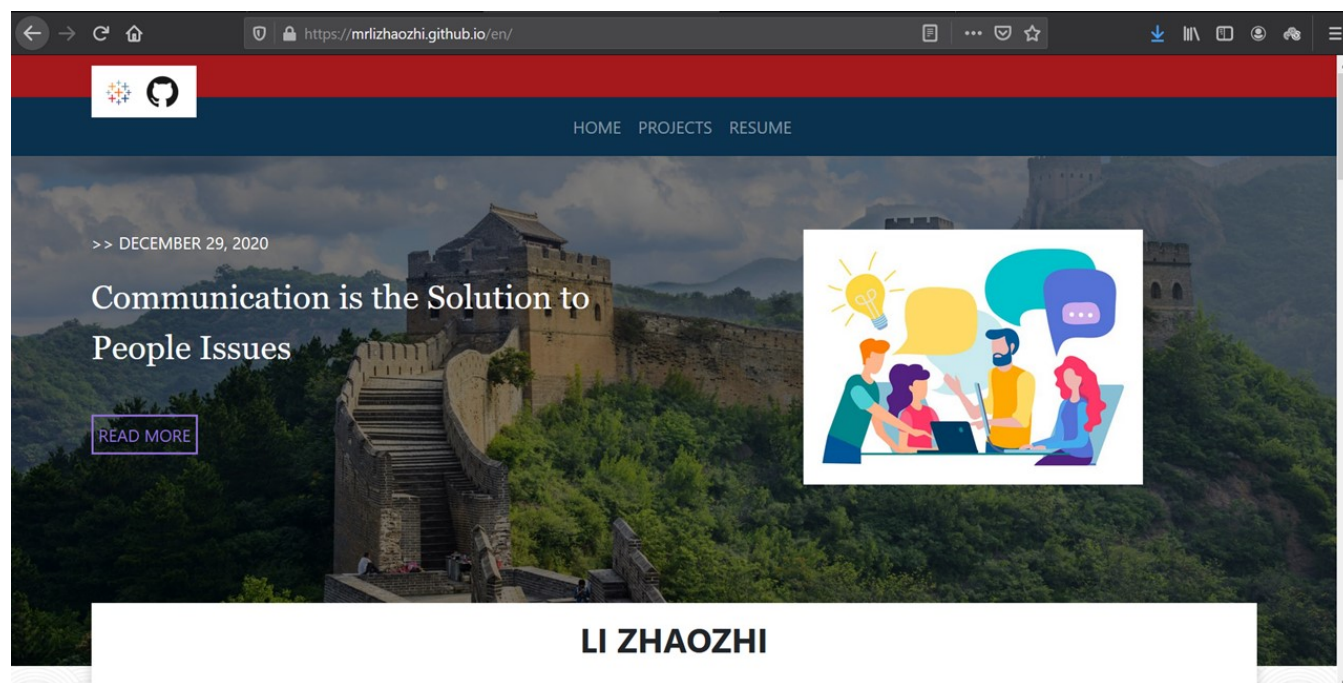 https://mrlizhaozhi.github.io/en/
HOME PROJECTS RESUME
>> DECEMBER 29, 2020
Communication is the Solution to
People Issues
READ MORE
LI ZHAOZHI